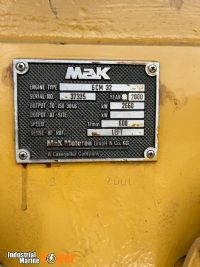 MaK
ENGINE TYPE 6CM 32
SERIAL NO. 37395 YEAR 2000
OUTPUT TO ISO 3046 kW 2660
OUTPUT AT SITE kW
SPEED 1/min 600
SENSE OF ROT. LEFT
MaK Motoren GmbH & Co. KG
A Caterpillar Company
Industrial
Marine